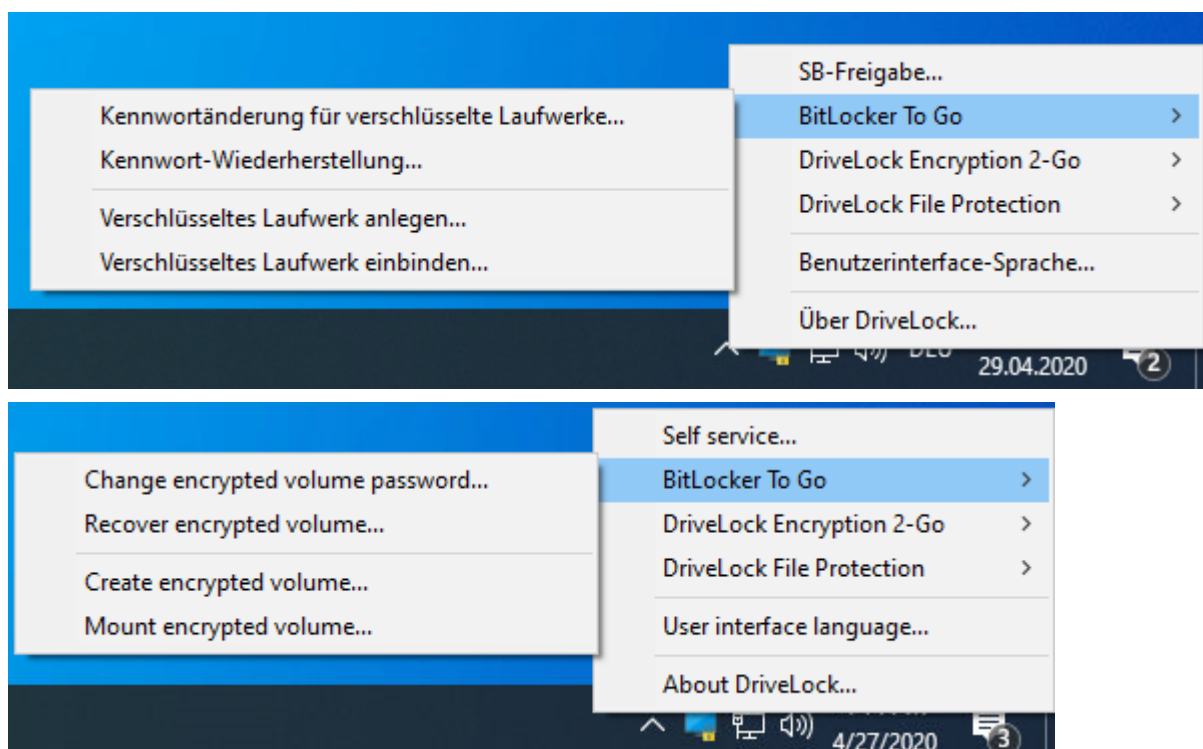 SB-Freigabe...
BitLocker To Go
DriveLock Encryption 2-Go
DriveLock File Protection
Benutzerinterface-Sprache...
Über DriveLock...
Kennwortänderung für verschlüsselte Laufwerke...
Kennwort-Wiederherstellung...
Verschlüsseltes Laufwerk anlegen...
Verschlüsseltes Laufwerk einbinden...
29.04.2020
2
Self service...
BitLocker To Go
DriveLock Encryption 2-Go
DriveLock File Protection
User interface language...
About DriveLock...
Change encrypted volume password...
Recover encrypted volume...
Create encrypted volume...
Mount encrypted volume...
4/27/2020
3